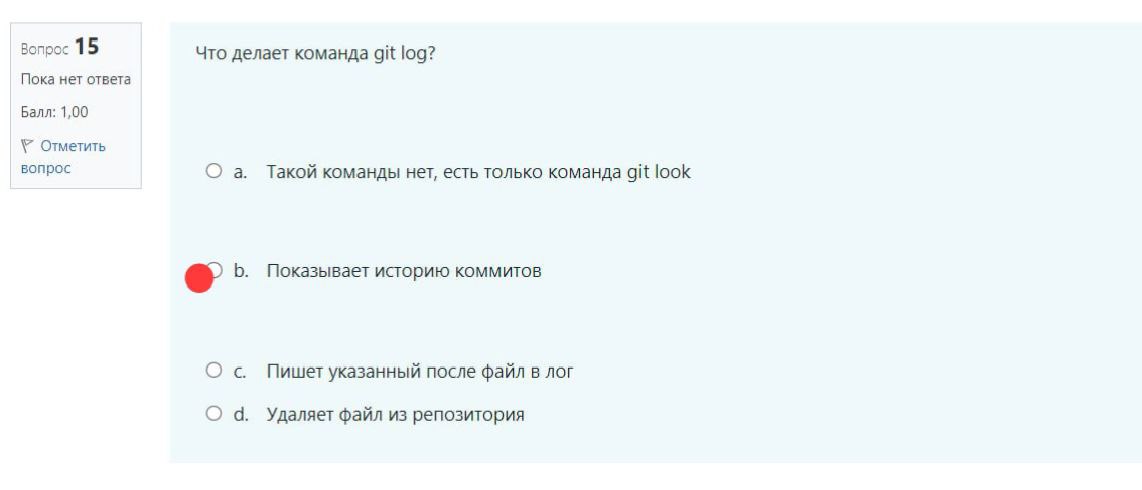 Вопрос 15
Пока нет ответа
Балл: 1,00
Отметить
вопрос
Что делает команда git log?
a. Такой команды нет, есть только команда git look
b. Показывает историю коммитов
c. Пишет указанный после файл в лог
d. Удаляет файл из репозитория